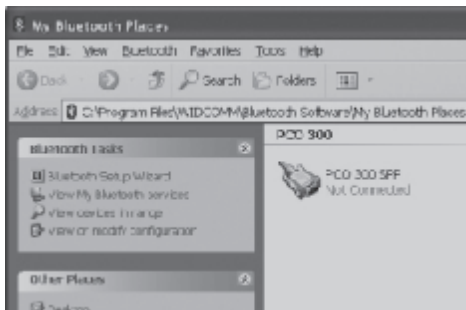 My Bluetooth Places
File Edit View Bluetooth Favorites Tools Help
Back Search Folders
Address C:\Program Files\WIDCOMM\Bluetooth Software\My Bluetooth Places
Bluetooth Tasks
Bluetooth Setup Wizard
View My Bluetooth services
View devices in range
View or modify configuration
Other Places
Desktop
PCO 300
PCO 300 SPP
Not Connected